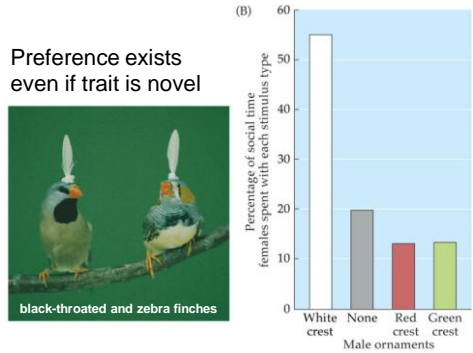 Preference exists
even if trait is novel
black-throated and zebra finches
(B)
Percentage of social time
females spent with each stimulus type
60
50
40
30
20
10
0
White
crest
None
Red
crest
Green
crest
Male ornaments